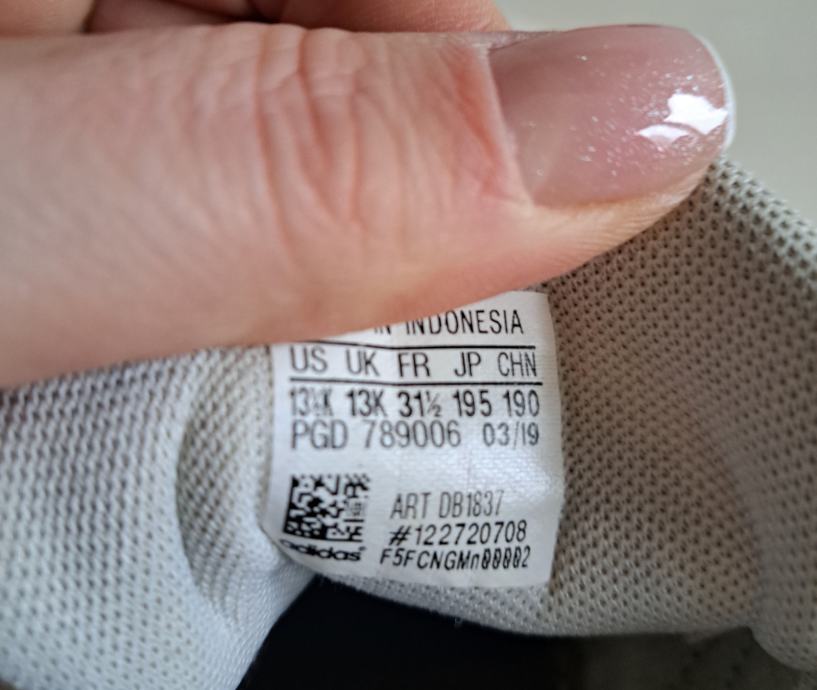 IN INDONESIA
US UK FR JP CHN
13½K 13K 31½ 195 190
PGD 789006 03/19
ART DB1837
#122720708
adidas® F5FCNGMn00002